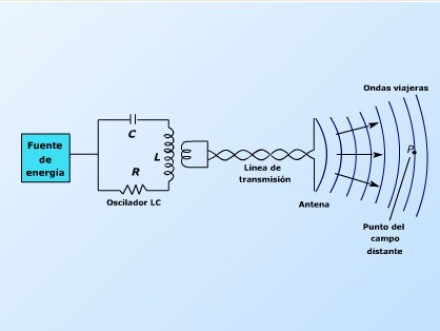 Ondas viajeras
Fuente
de
energía
C
L
R
Oscilador LC
Línea de
transmisión
Antena
P
Punto del
campo
distante